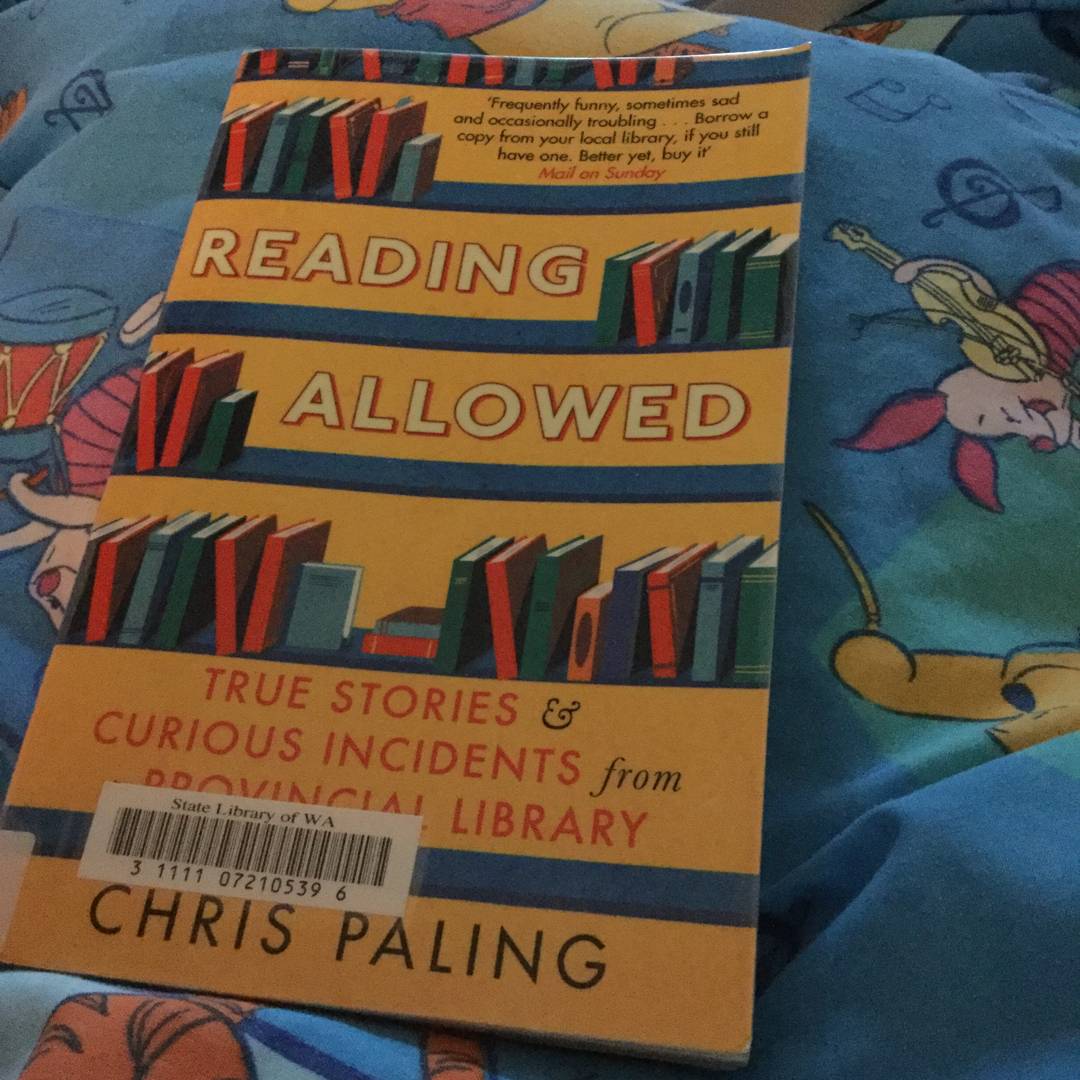 'Frequently funny, sometimes sad
and occasionally troubling . . . Borrow a
copy from your local library, if you still
have one. Better yet, buy it'
Mail on Sunday
READING
ALLOWED
TRUE STORIES &
CURIOUS INCIDENTS from
PROVINCIAL LIBRARY
State Library of WA
3 1111 07210539 6
CHRIS PALING